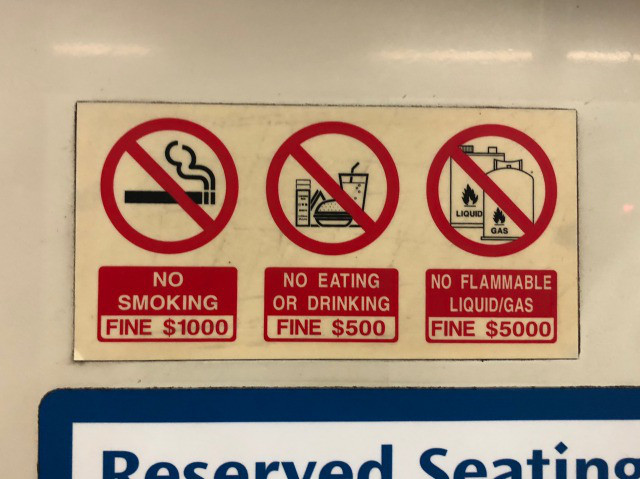 LIQUID
GAS
NO
SMOKING
FINE $1000
NO EATING
OR DRINKING
FINE $500
NO FLAMMABLE
LIQUID/GAS
FINE $5000
Reserved Seating